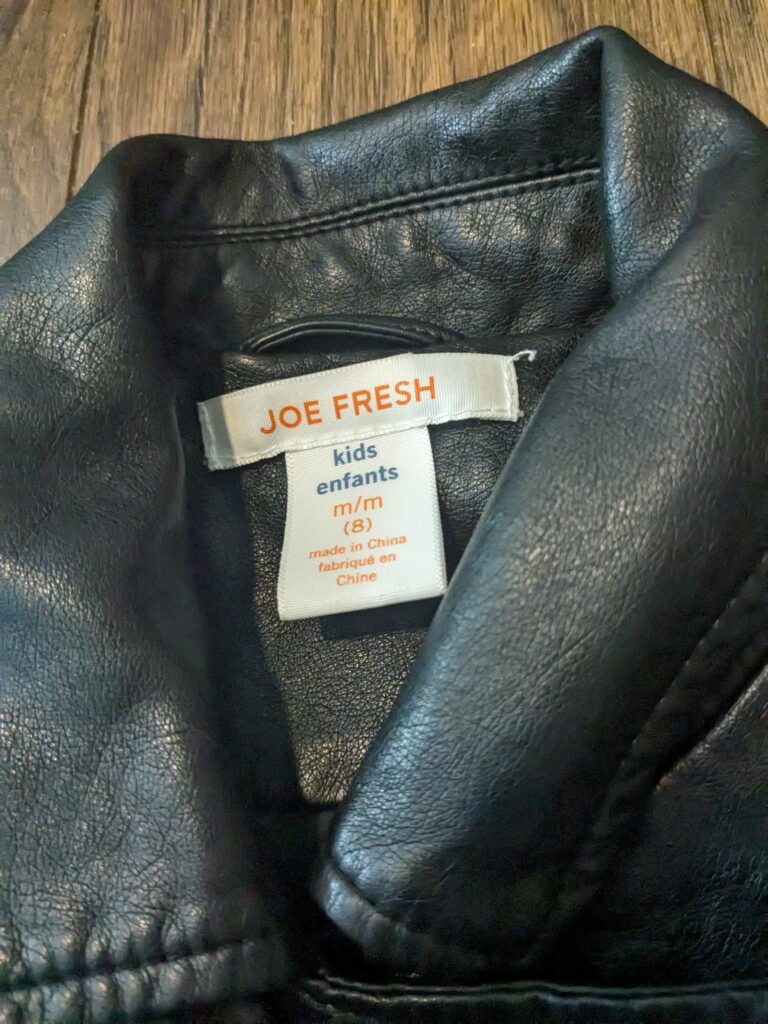 JOE FRESH
kids
enfants
m/m
(8)
made in China
fabriqué en
Chine